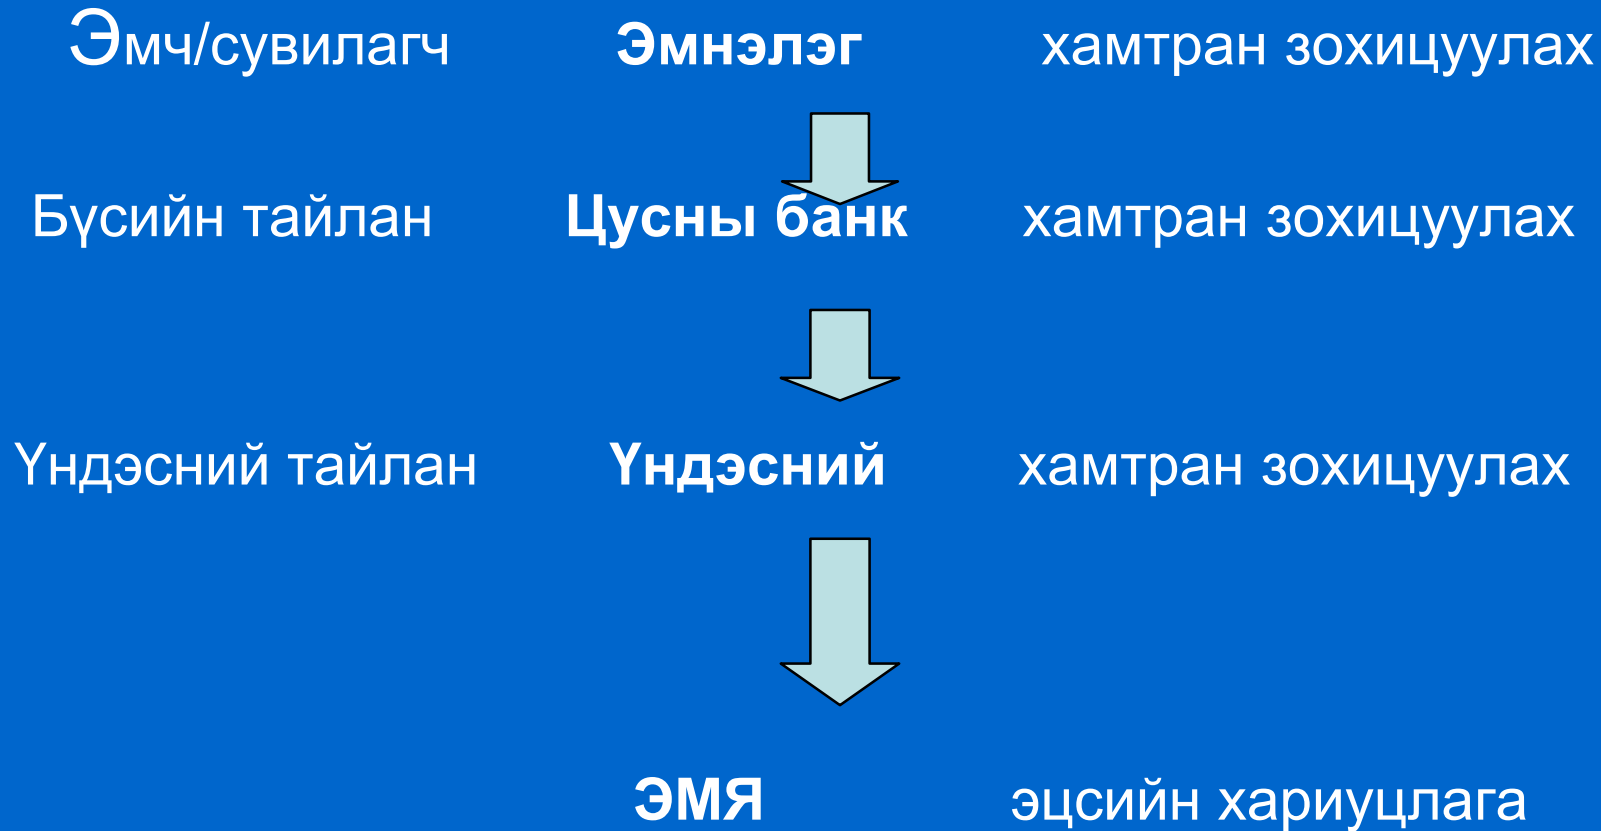 Эмч/сувилагч Эмнэлэг хамтран зохицуулах
Бүсийн тайлан Цусны банк хамтран зохицуулах
Үндэсний тайлан Үндэсний хамтран зохицуулах
ЭМЯ эцсийн хариуцлага